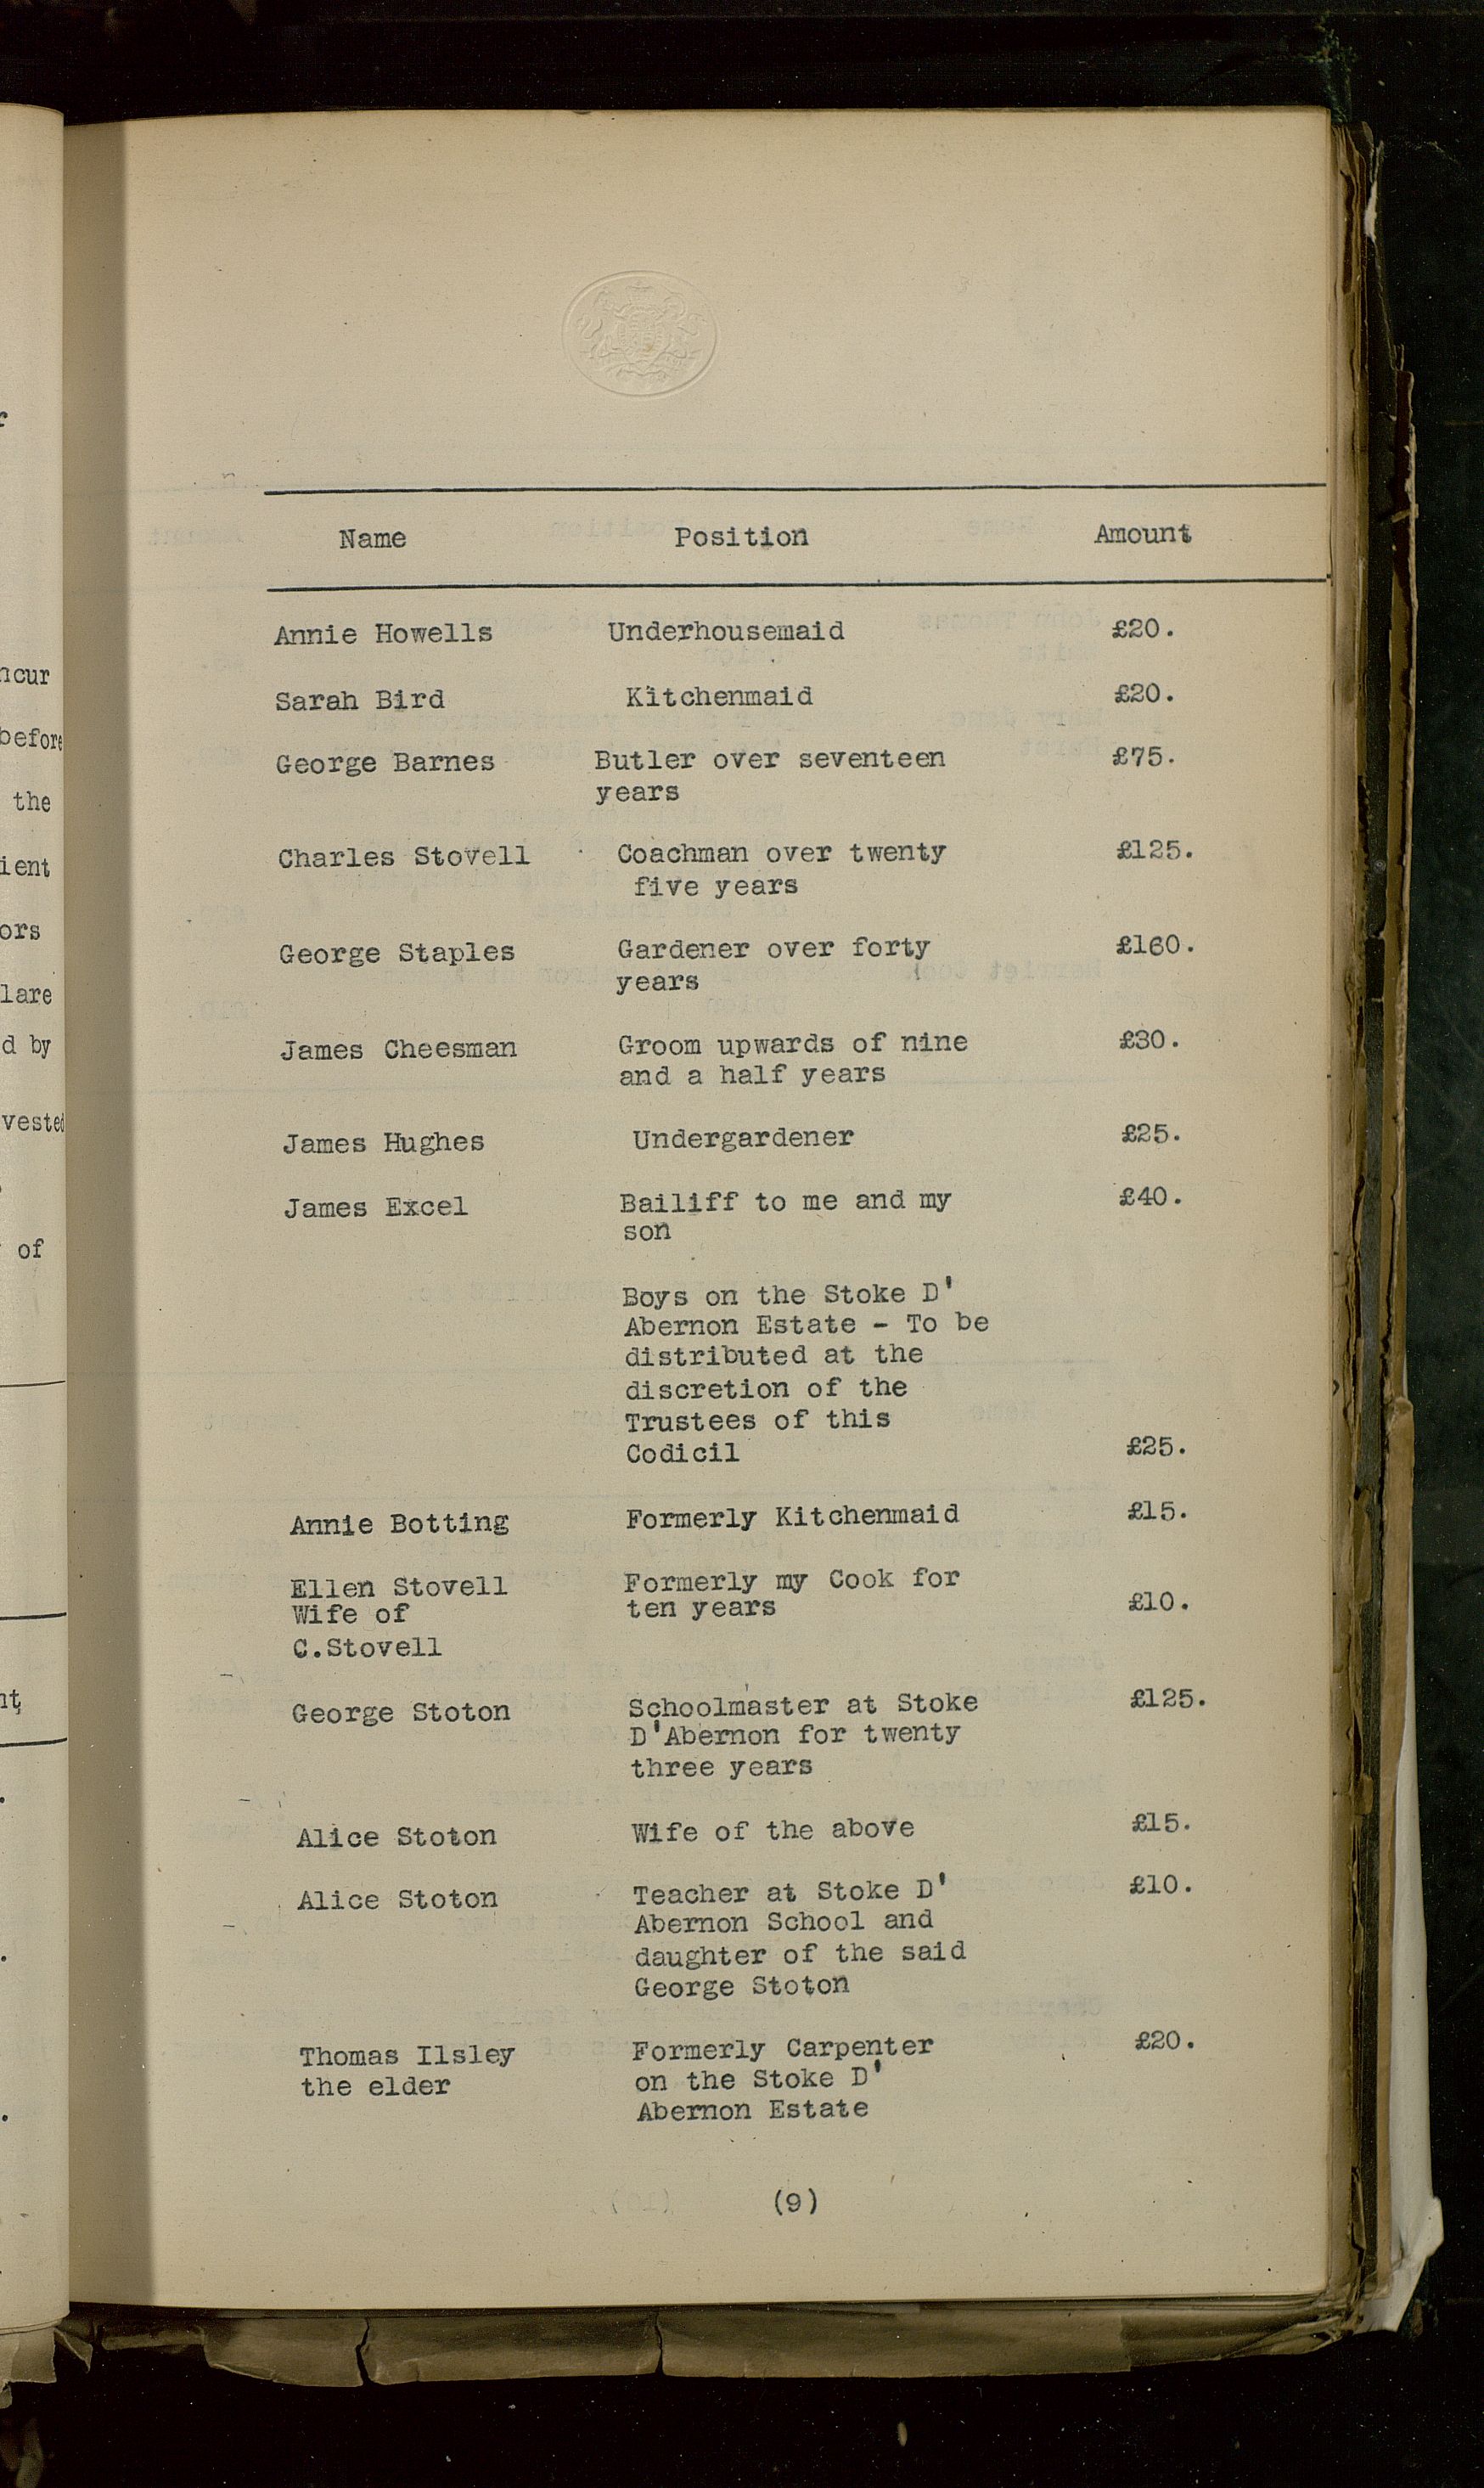 Name Position Amount
Annie Howells Underhousemaid £20.
Sarah Bird Kitchenmaid £20.
George Barnes Butler over seventeen £75.
years
Charles Stovell Coachman over twenty £125.
five years
George Staples Gardener over forty £160.
years
James Cheesman Groom upwards of nine £30.
and a half years
James Hughes Undergardener £25.
James Excel Bailiff to me and my £40.
son
Boys on the Stoke D'
Abernon Estate - To be
distributed at the
discretion of the
Trustees of this
Codicil £25.
Annie Botting Formerly Kitchenmaid £15.
Ellen Stovell Formerly my Cook for
Wife of ten years £10.
C.Stovell
George Stoton Schoolmaster at Stoke £125.
D'Abernon for twenty
three years
Alice Stoton Wife of the above £15.
Alice Stoton Teacher at Stoke D' £10.
Abernon School and
daughter of the said
George Stoton
Thomas Ilsley Formerly Carpenter £20.
the elder on the Stoke D'
Abernon Estate
(9)
before
the
d by
of